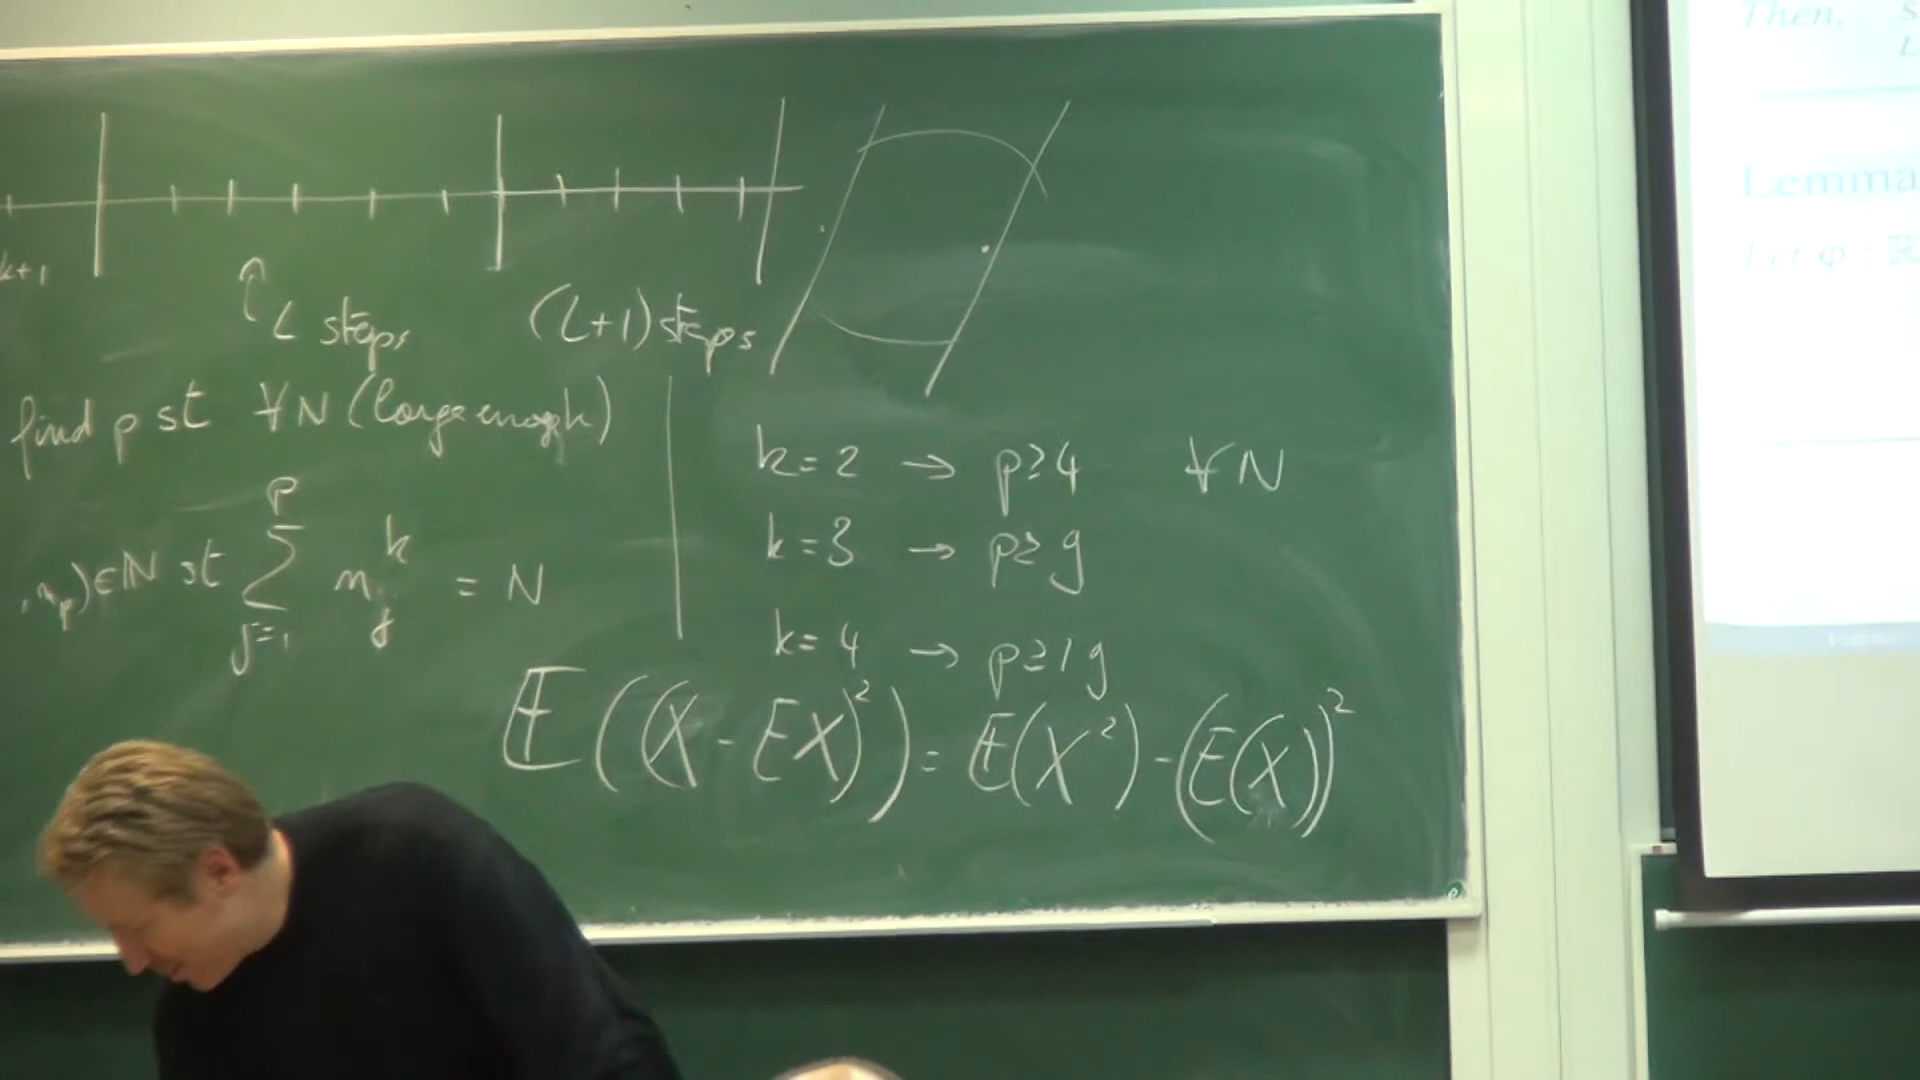 k+1
L steps (L+1) steps
find p st ∀N (large enough)
, n_p) ∈ ℕ st ∑_{j=1}^{p} n_j^k = N
k=2 → p≥4 ∀N
k=3 → p≥9
k=4 → p≥19
𝔼((X-EX)²) = 𝔼(X²) - (E(X))²
Then,
Lemma
Let φ : ℝ